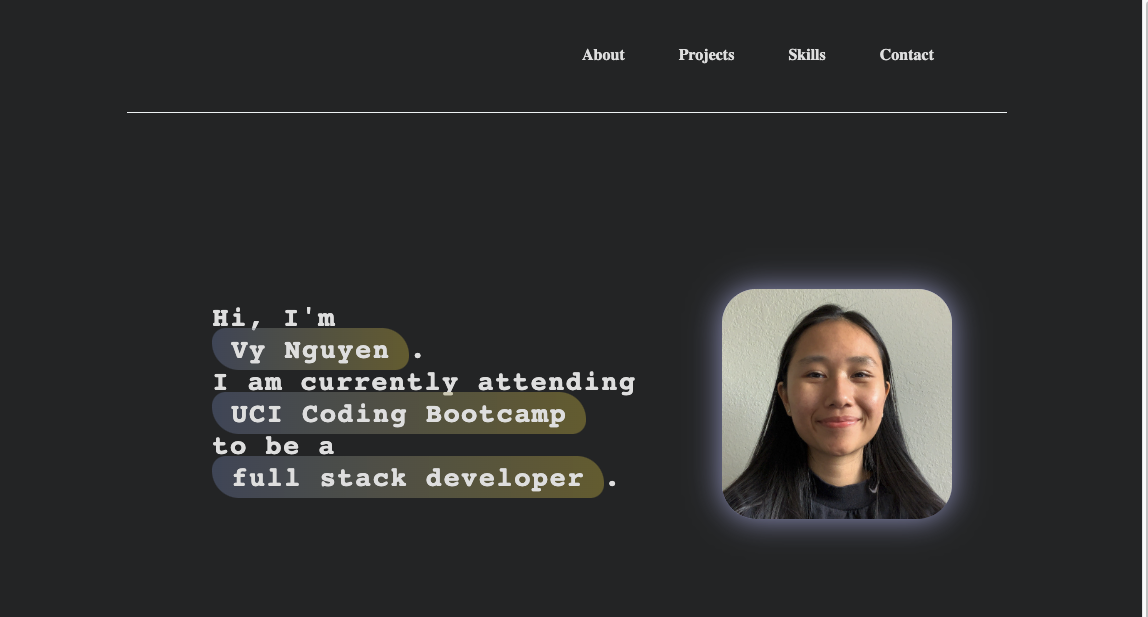 About Projects Skills Contact
Hi, I'm
Vy Nguyen.
I am currently attending
UCI Coding Bootcamp
to be a
full stack developer.